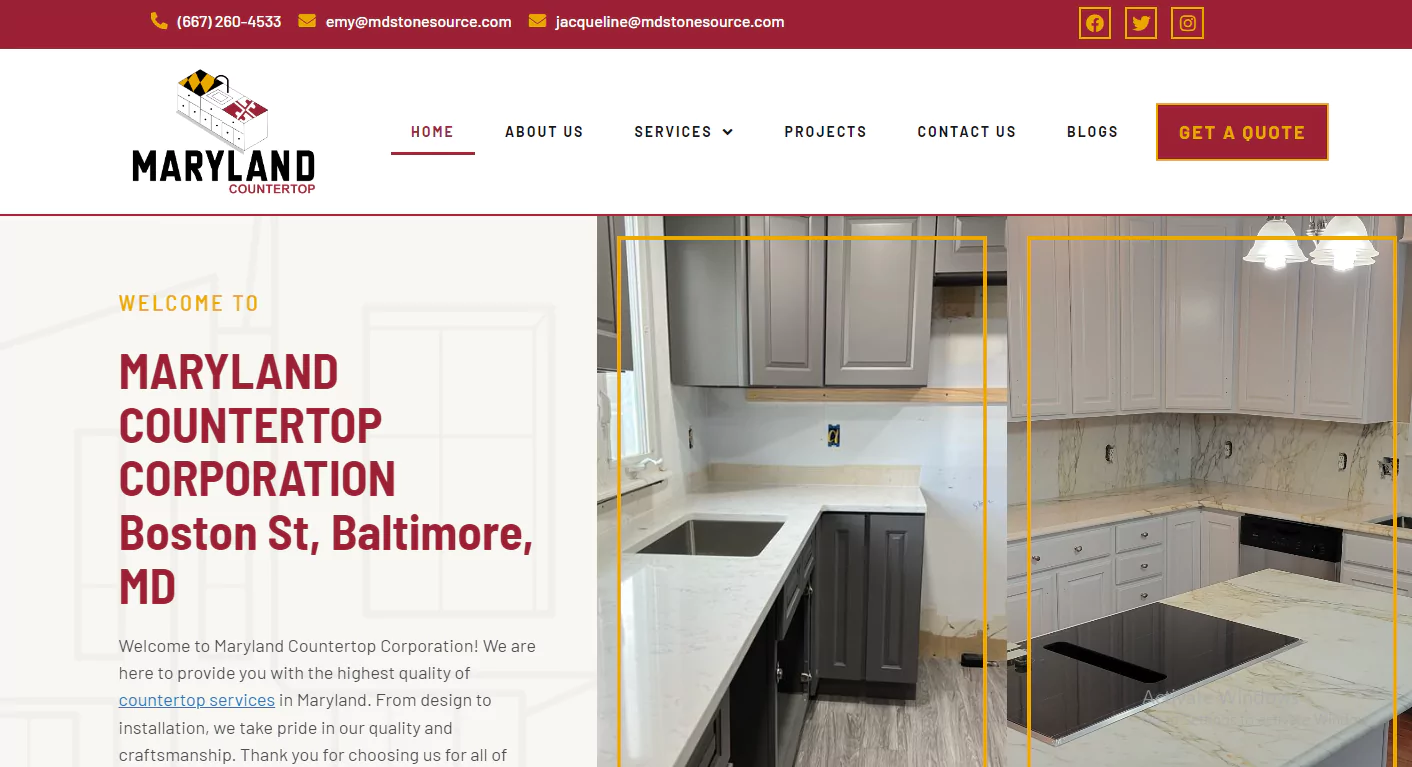 (667) 260-4533 emy@mdstonesource.com jacqueline@mdstonesource.com
MARYLAND
COUNTERTOP
HOME ABOUT US SERVICES PROJECTS CONTACT US BLOGS GET A QUOTE
WELCOME TO
MARYLAND
COUNTERTOP
CORPORATION
Boston St, Baltimore,
MD
Welcome to Maryland Countertop Corporation! We are
here to provide you with the highest quality of
countertop services in Maryland. From design to
installation, we take pride in our quality and
craftsmanship. Thank you for choosing us for all of
Activate Windows